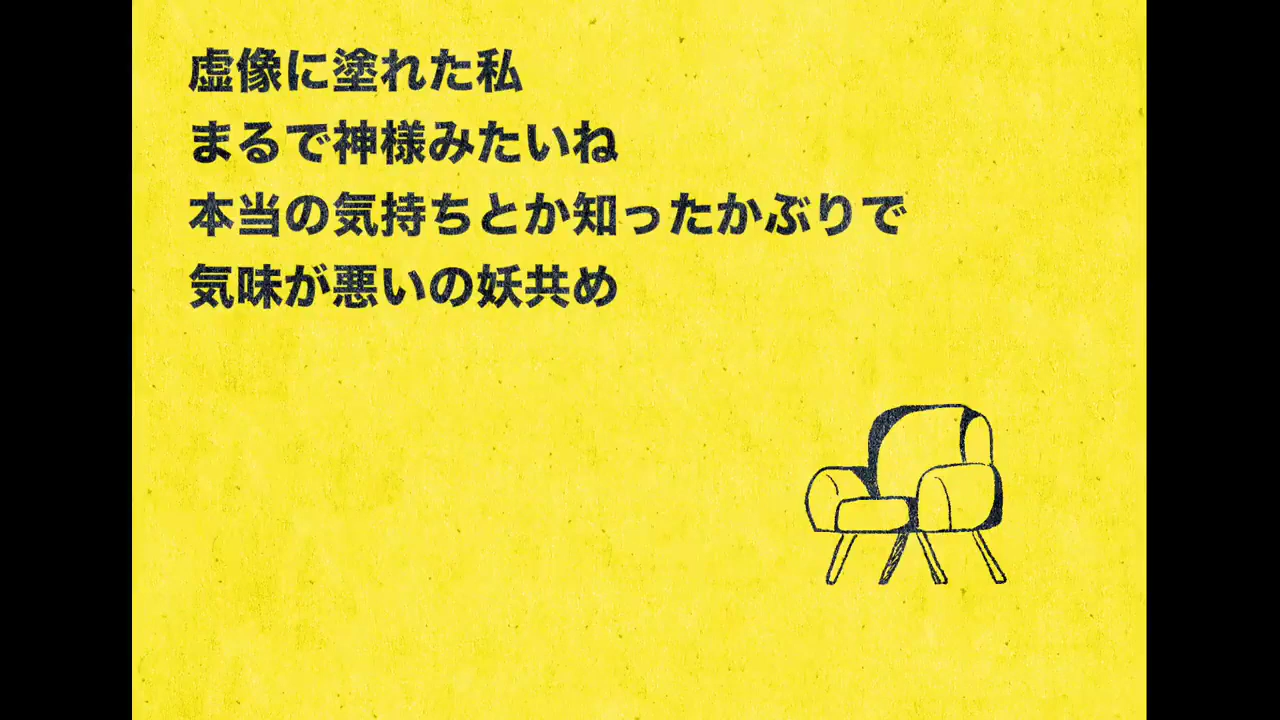 虚像に塗れた私
まるで神様みたいね
本当の気持ちとか知ったかぶりで
気味が悪いの妖共め